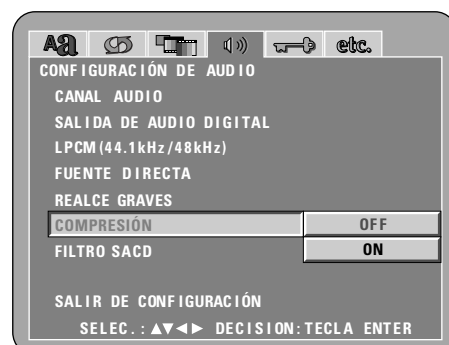 Aa etc.
CONFIGURACIÓN DE AUDIO
CANAL AUDIO
SALIDA DE AUDIO DIGITAL
LPCM (44.1kHz/48kHz)
FUENTE DIRECTA
REALCE GRAVES
COMPRESIÓN OFF
FILTRO SACD ON
SALIR DE CONFIGURACIÓN
SELEC.:▲▼◄► DECISION:TECLA ENTER